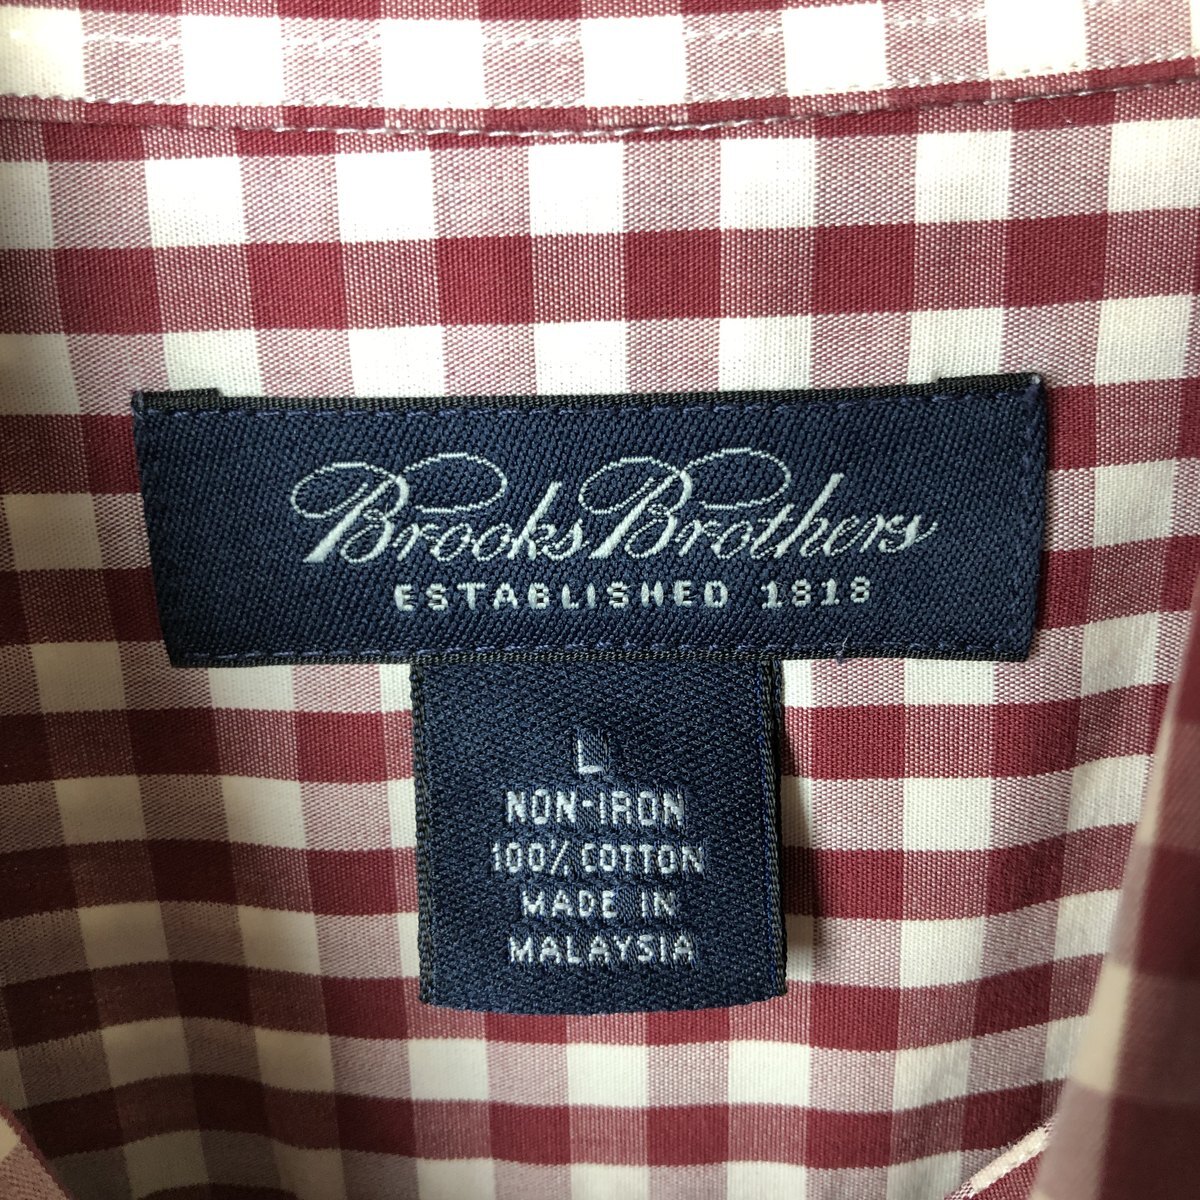 Brooks Brothers
ESTABLISHED 1818
L
NON-IRON
100% COTTON
MADE IN
MALAYSIA